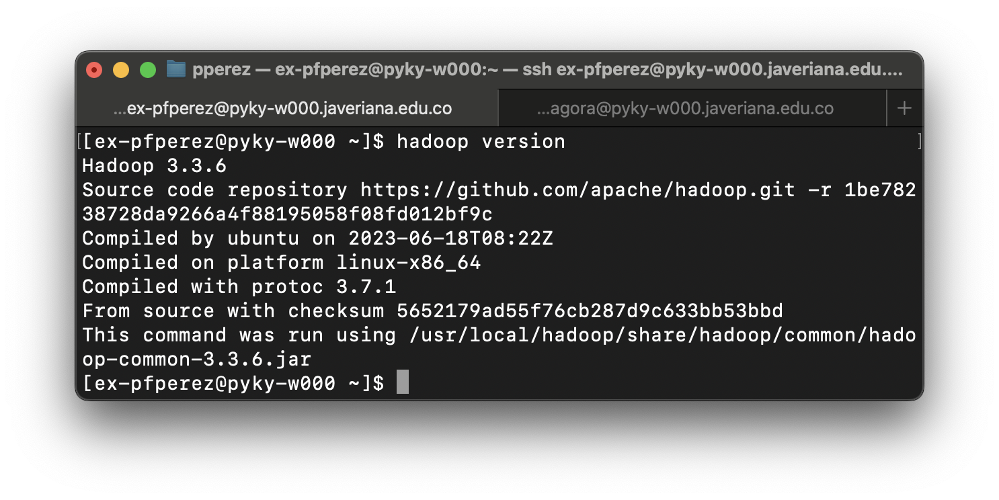 pperez — ex-pfperez@pyky-w000:~ — ssh ex-pfperez@pyky-w000.javeriana.edu....
...ex-pfperez@pyky-w000.javeriana.edu.co
...agora@pyky-w000.javeriana.edu.co
+
[[ex-pfperez@pyky-w000 ~]$ hadoop version ]
Hadoop 3.3.6
Source code repository https://github.com/apache/hadoop.git -r 1be782
38728da9266a4f88195058f08fd012bf9c
Compiled by ubuntu on 2023-06-18T08:22Z
Compiled on platform linux-x86_64
Compiled with protoc 3.7.1
From source with checksum 5652179ad55f76cb287d9c633bb53bbd
This command was run using /usr/local/hadoop/share/hadoop/common/hado
op-common-3.3.6.jar
[ex-pfperez@pyky-w000 ~]$